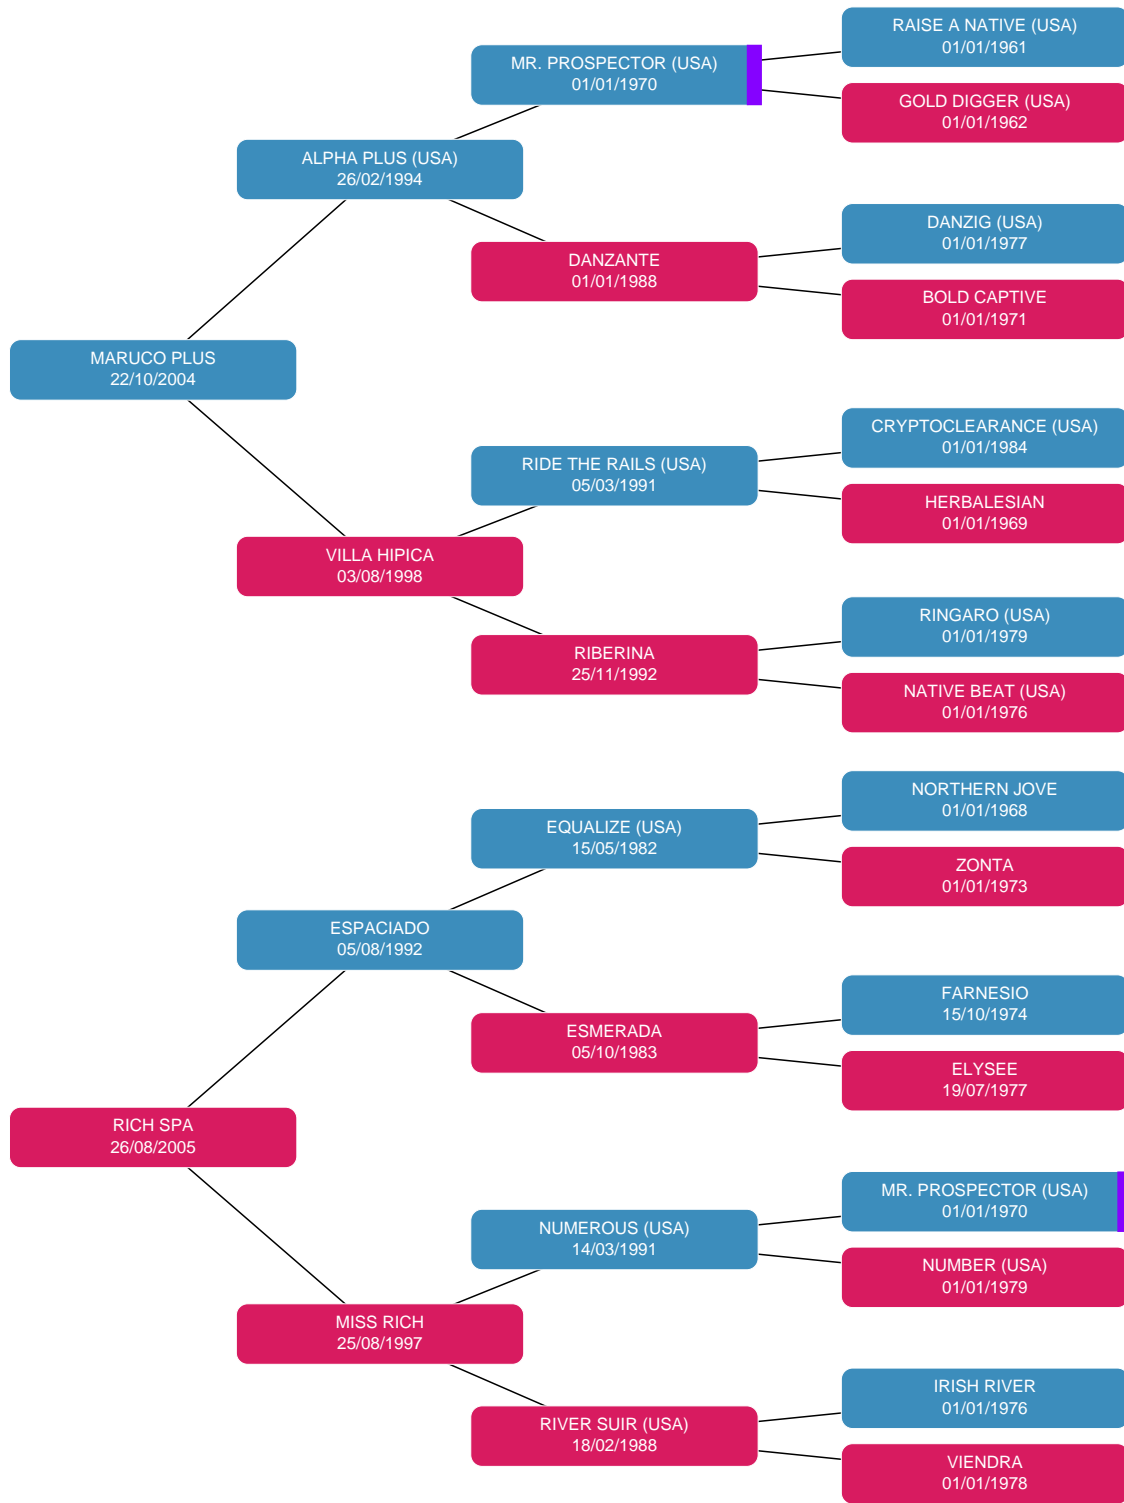 RAISE A NATIVE (USA)
01/01/1961
MR. PROSPECTOR (USA)
01/01/1970
GOLD DIGGER (USA)
01/01/1962
ALPHA PLUS (USA)
26/02/1994
DANZIG (USA)
01/01/1977
DANZANTE
01/01/1988
BOLD CAPTIVE
01/01/1971
MARUCO PLUS
22/10/2004
CRYPTOCLEARANCE (USA)
01/01/1984
RIDE THE RAILS (USA)
05/03/1991
HERBALESIAN
01/01/1969
VILLA HIPICA
03/08/1998
RINGARO (USA)
01/01/1979
RIBERINA
25/11/1992
NATIVE BEAT (USA)
01/01/1976
NORTHERN JOVE
01/01/1968
EQUALIZE (USA)
15/05/1982
ZONTA
01/01/1973
ESPACIADO
05/08/1992
FARNESIO
15/10/1974
ESMERADA
05/10/1983
ELYSEE
19/07/1977
RICH SPA
26/08/2005
MR. PROSPECTOR (USA)
01/01/1970
NUMEROUS (USA)
14/03/1991
NUMBER (USA)
01/01/1979
MISS RICH
25/08/1997
IRISH RIVER
01/01/1976
RIVER SUIR (USA)
18/02/1988
VIENDRA
01/01/1978